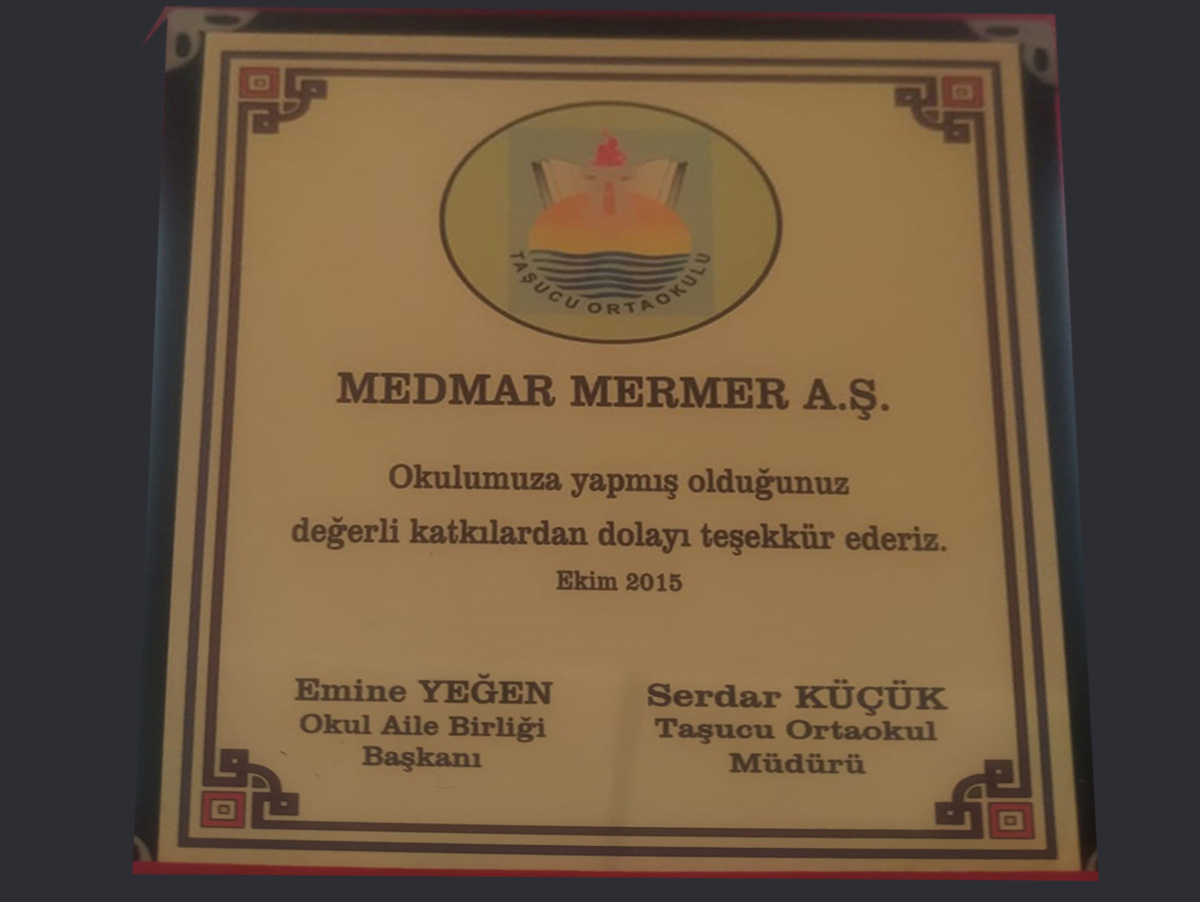 TAŞUCU ORTAOKULU
MEDMAR MERMER A.Ş.
Okulumuza yapmış olduğunuz
değerli katkılardan dolayı teşekkür ederiz.
Ekim 2015
Emine YEĞEN
Okul Aile Birliği
Başkanı
Serdar KÜÇÜK
Taşucu Ortaokul
Müdürü